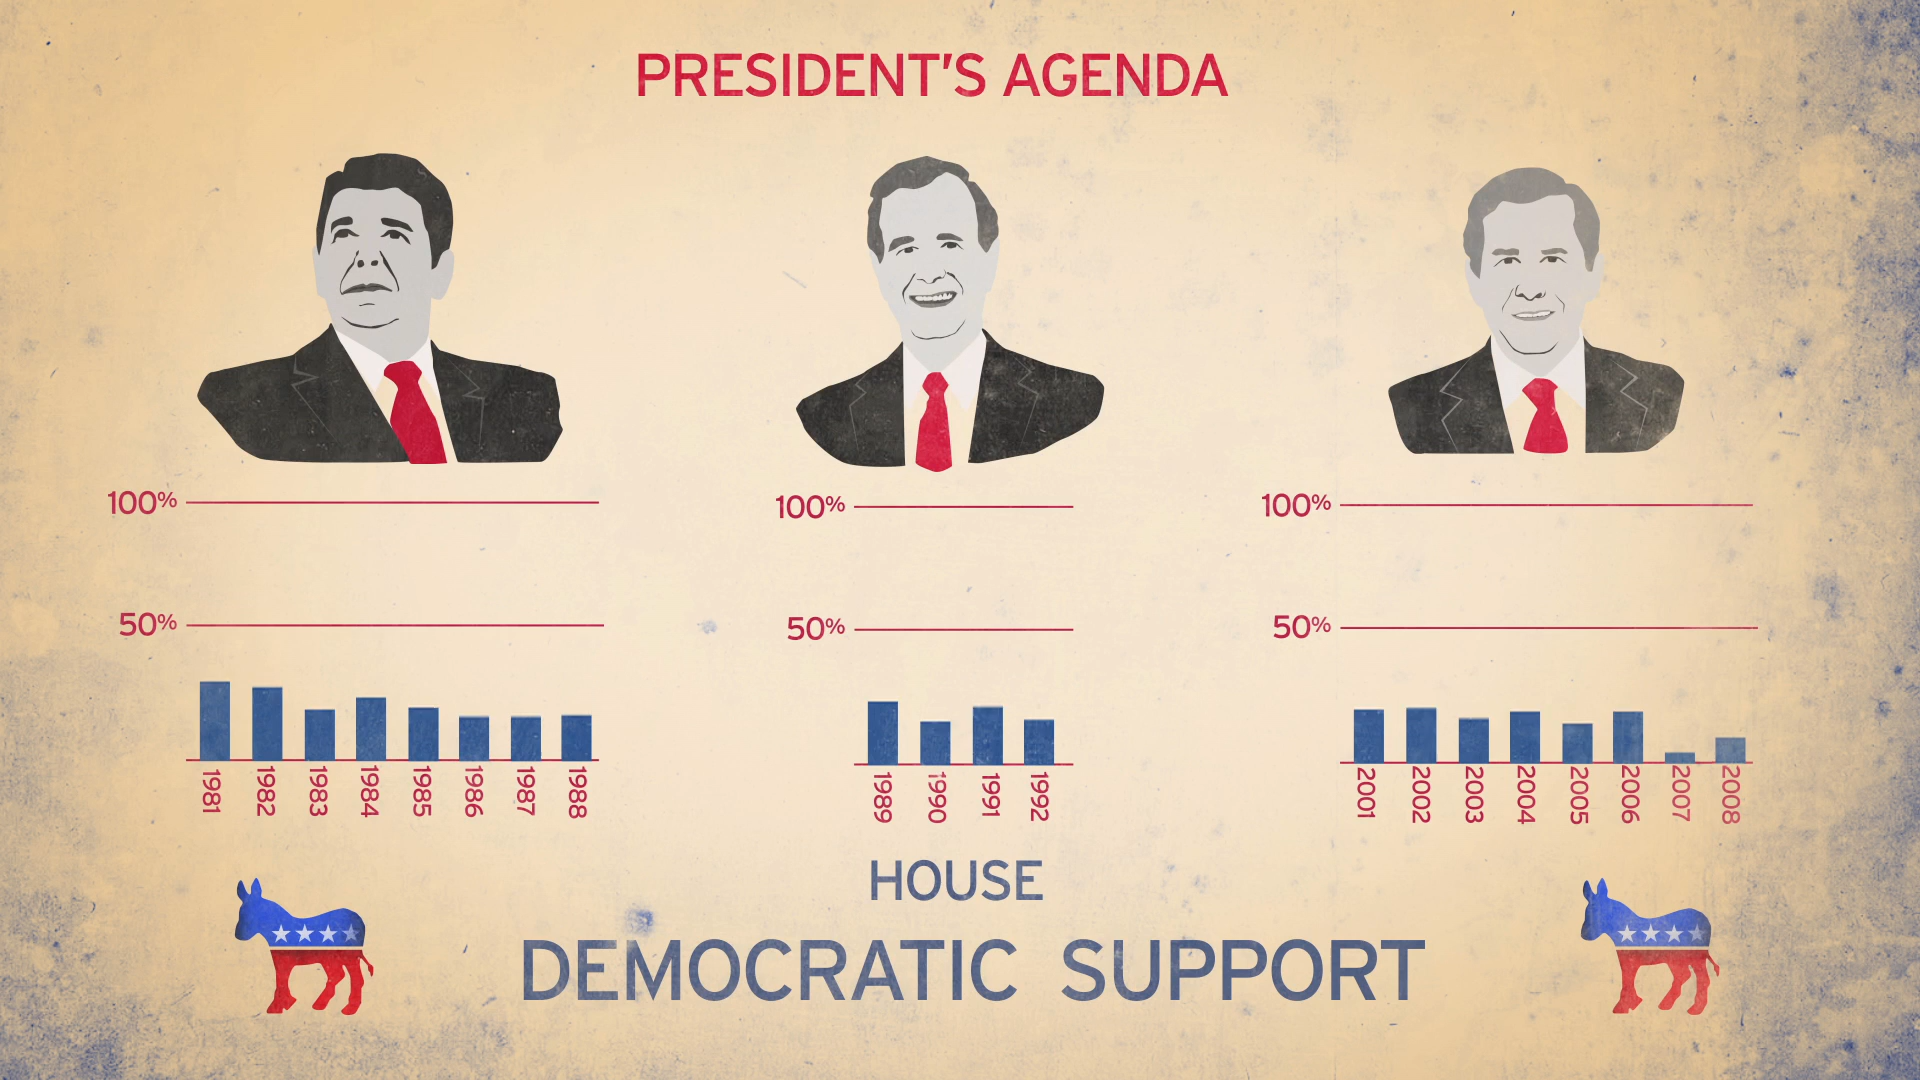 PRESIDENT'S AGENDA
100%
50%
1981 1982 1983 1984 1985 1986 1987 1988
100%
50%
1989 1990 1991 1992
100%
50%
2001 2002 2003 2004 2005 2006 2007 2008
HOUSE
DEMOCRATIC SUPPORT